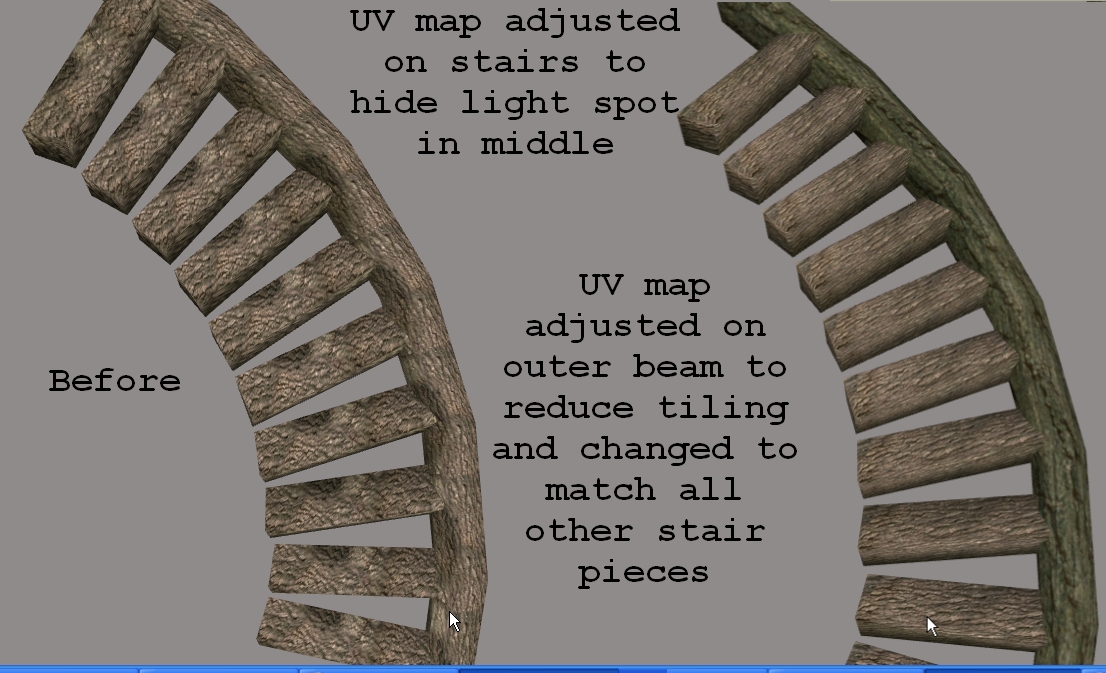 UV map adjusted
on stairs to
hide light spot
in middle
UV map
adjusted on
outer beam to
reduce tiling
and changed to
match all
other stair
pieces
Before